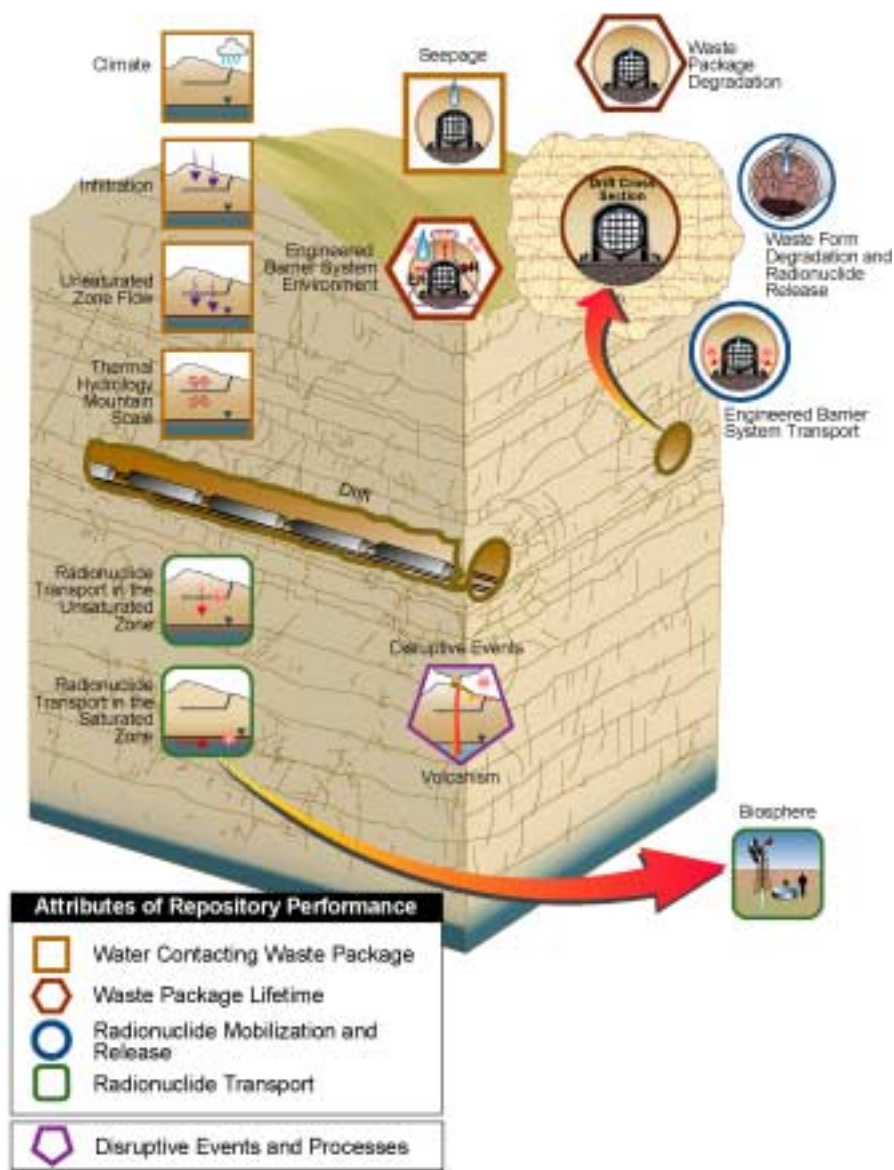 Climate
Seepage
Waste
Package
Degradation
Infiltration
Drift Cross
Section
Engineered
Barrier System
Environment
Waste Form
Degradation and
Radionuclide
Release
Unsaturated
Zone Flow
Thermal
Hydrology
Mountain
Scale
Engineered Barrier
System Transport
Drift
Radionuclide
Transport in the
Unsaturated
Zone
Disruptive Events
Radionuclide
Transport in the
Saturated
Zone
Volcanism
Biosphere
Attributes of Repository Performance
Water Contacting Waste Package
Waste Package Lifetime
Radionuclide Mobilization and
Release
Radionuclide Transport
Disruptive Events and Processes